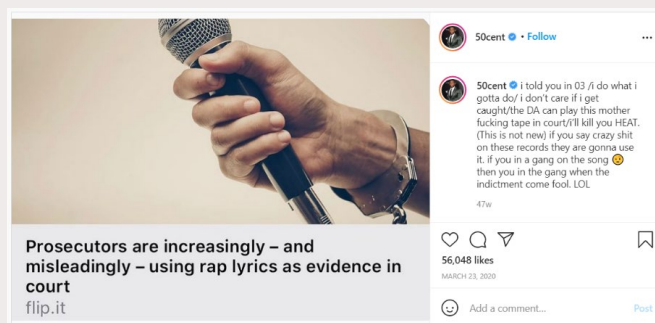 50cent • Follow
50cent i told you in 03 /i do what i
gotta do/ i don't care if i get
caught/the DA can play this mother
fucking tape in court/i'll kill you HEAT.
(This is not new) if you say crazy shit
on these records they are gonna use
it. if you in a gang on the song 😕
then you in the gang when the
indictment come fool. LOL
47w
56,048 likes
MARCH 23, 2020
Add a comment... Post
Prosecutors are increasingly – and
misleadingly – using rap lyrics as evidence in
court
flip.it